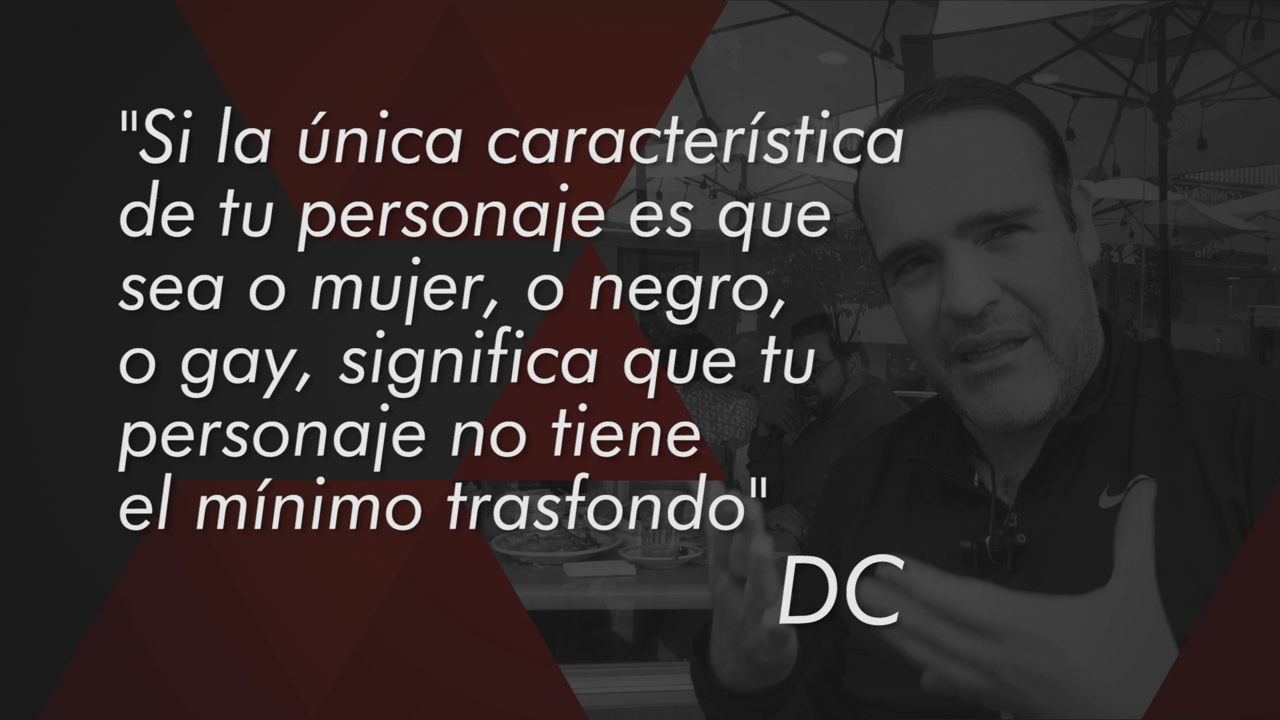 "Si la única característica
de tu personaje es que
sea o mujer, o negro,
o gay, significa que tu
personaje no tiene
el mínimo trasfondo"
DC